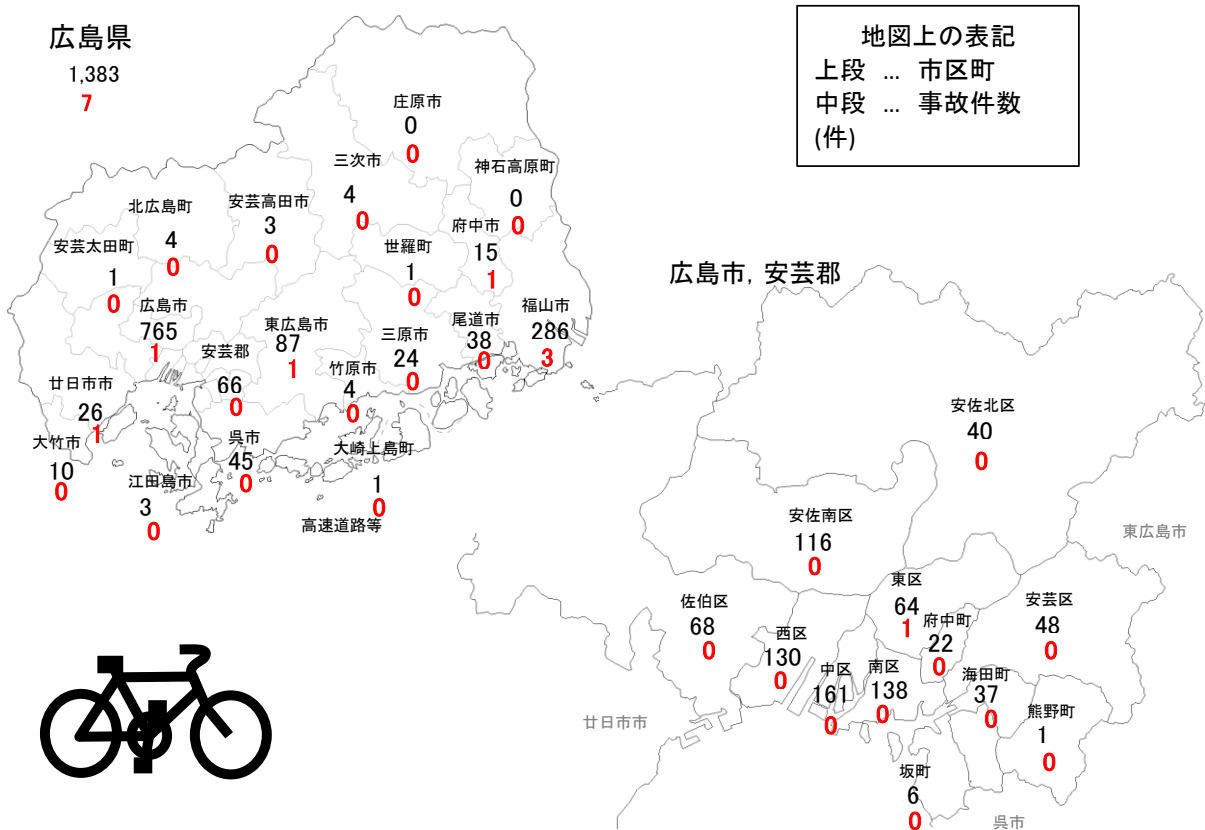 広島県
1,383
7
地図上の表記
上段 … 市区町
中段 … 事故件数
(件)
庄原市
0
0
三次市
4
0
神石高原町
0
0
北広島町
4
0
安芸高田市
3
0
府中市
15
1
安芸太田町
1
0
世羅町
1
0
広島市
765
1
安芸郡
66
0
東広島市
87
1
三原市
24
0
尾道市
38
0
福山市
286
3
竹原市
4
0
廿日市市
26
1
大竹市
10
0
江田島市
3
0
呉市
45
0
大崎上島町
1
0
高速道路等
広島市, 安芸郡
安佐北区
40
0
安佐南区
116
0
東広島市
東区
64
1
府中町
22
0
安芸区
48
0
佐伯区
68
0
西区
130
0
中区
161
0
南区
138
0
海田町
37
0
熊野町
1
0
廿日市市
坂町
6
0
呉市